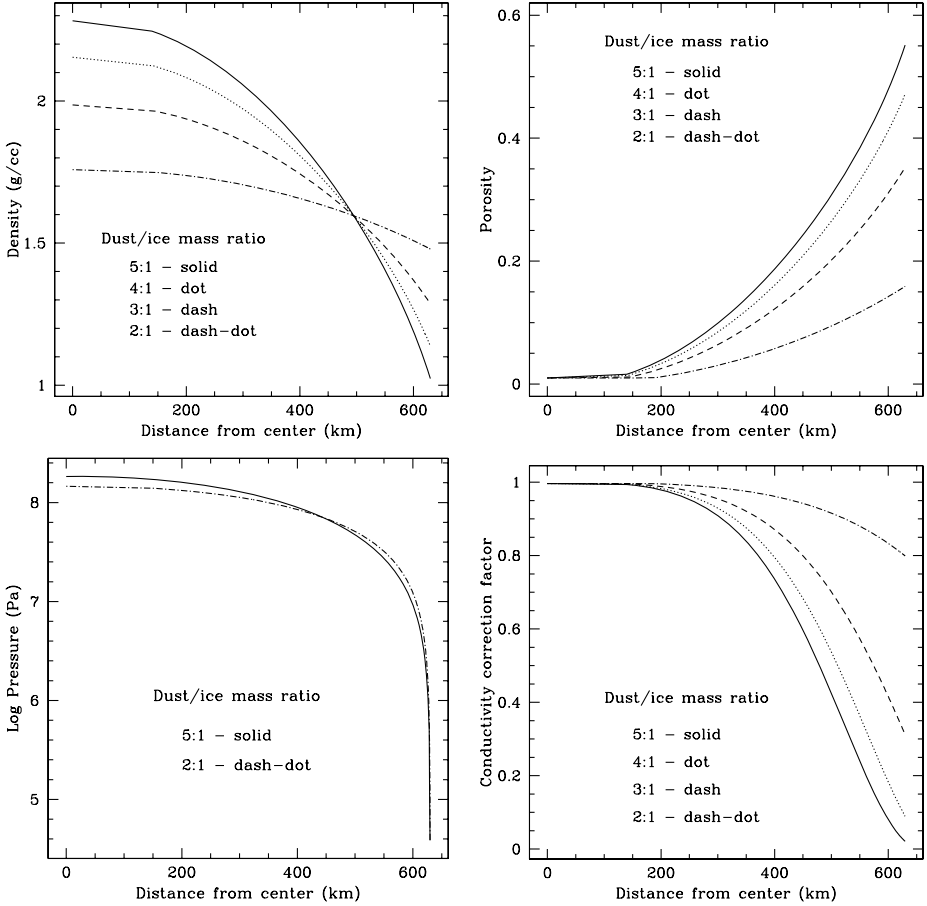 2
1.5
1
Density (g/cc)
Dust/ice mass ratio
5:1 − solid
4:1 − dot
3:1 − dash
2:1 − dash−dot
0 200 400 600
Distance from center (km)
0.6
0.4
0.2
0
Porosity
Dust/ice mass ratio
5:1 − solid
4:1 − dot
3:1 − dash
2:1 − dash−dot
0 200 400 600
Distance from center (km)
8
7
6
5
Log Pressure (Pa)
Dust/ice mass ratio
5:1 − solid
2:1 − dash−dot
0 200 400 600
Distance from center (km)
1
0.8
0.6
0.4
0.2
0
Conductivity correction factor
Dust/ice mass ratio
5:1 − solid
4:1 − dot
3:1 − dash
2:1 − dash−dot
0 200 400 600
Distance from center (km)